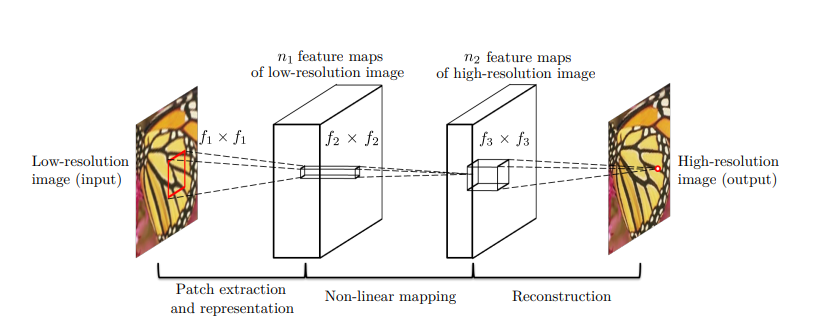 n₁ feature maps
of low-resolution image
n₂ feature maps
of high-resolution image
f₁ × f₁
f₂ × f₂
f₃ × f₃
Low-resolution
image (input)
High-resolution
image (output)
Patch extraction
and representation
Non-linear mapping
Reconstruction